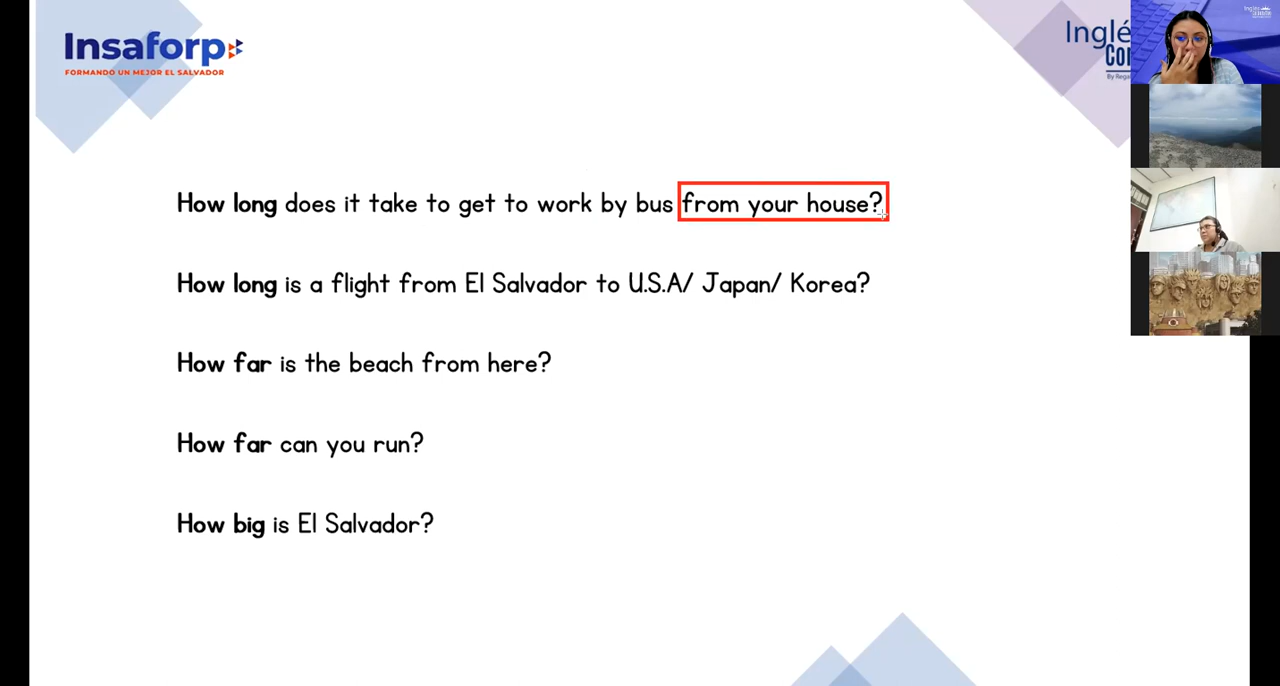 Insaforp
FORMANDO UN MEJOR EL SALVADOR
How long does it take to get to work by bus from your house?
How long is a flight from El Salvador to U.S.A/ Japan/ Korea?
How far is the beach from here?
How far can you run?
How big is El Salvador?